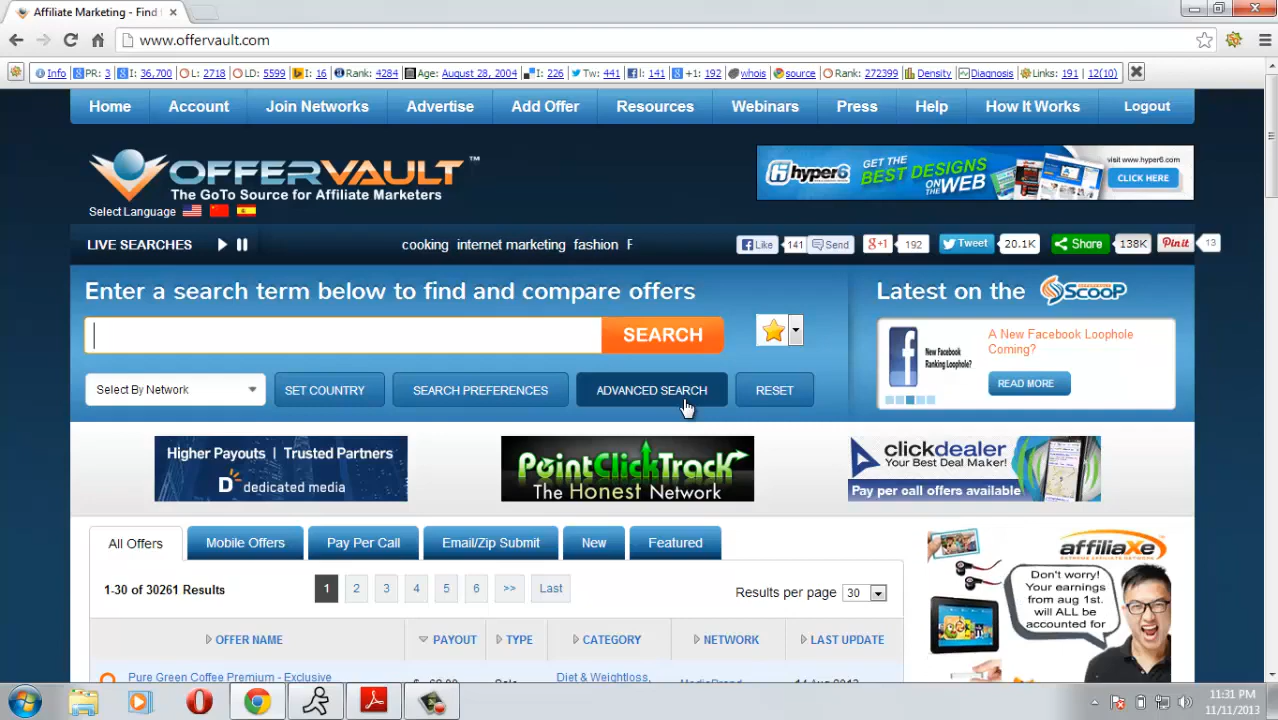 Affiliate Marketing - Find
www.offervault.com
Info PR: 3 I: 36,700 L: 2718 LD: 5599 I: 16 Rank: 4284 Age: August 28, 2004 I: 226 Tw: 441 l: 141 +1: 192 whois source Rank: 272399 Density Diagnosis Links: 191 | 12(10)
Home Account Join Networks Advertise Add Offer Resources Webinars Press Help How It Works Logout
OFFERVAULT™
The GoTo Source for Affiliate Marketers
Select Language
hyper6 GET THE BEST DESIGNS ON THE WEB
visit www.hyper6.com
CLICK HERE
LIVE SEARCHES cooking internet marketing fashion F
Like 141 Send +1 192 Tweet 20.1K Share 138K Pin it 13
Enter a search term below to find and compare offers
SEARCH
Select By Network SET COUNTRY SEARCH PREFERENCES ADVANCED SEARCH RESET
Latest on the SCOOP
New Facebook
Ranking Loophole?
A New Facebook Loophole
Coming?
READ MORE
Higher Payouts | Trusted Partners
D dedicated media
PointClickTrack
The Honest Network
clickdealer
Your Best Deal Maker!
Pay per call offers available
All Offers Mobile Offers Pay Per Call Email/Zip Submit New Featured
1-30 of 30261 Results 1 2 3 4 5 6 >> Last Results per page 30
OFFER NAME PAYOUT TYPE CATEGORY NETWORK LAST UPDATE
Pure Green Coffee Premium - Exclusive
Diet & Weightloss,
affiliaXe
Don't worry!
Your earnings
from aug 1st.
will ALL be
accounted for
11:31 PM
11/11/2013